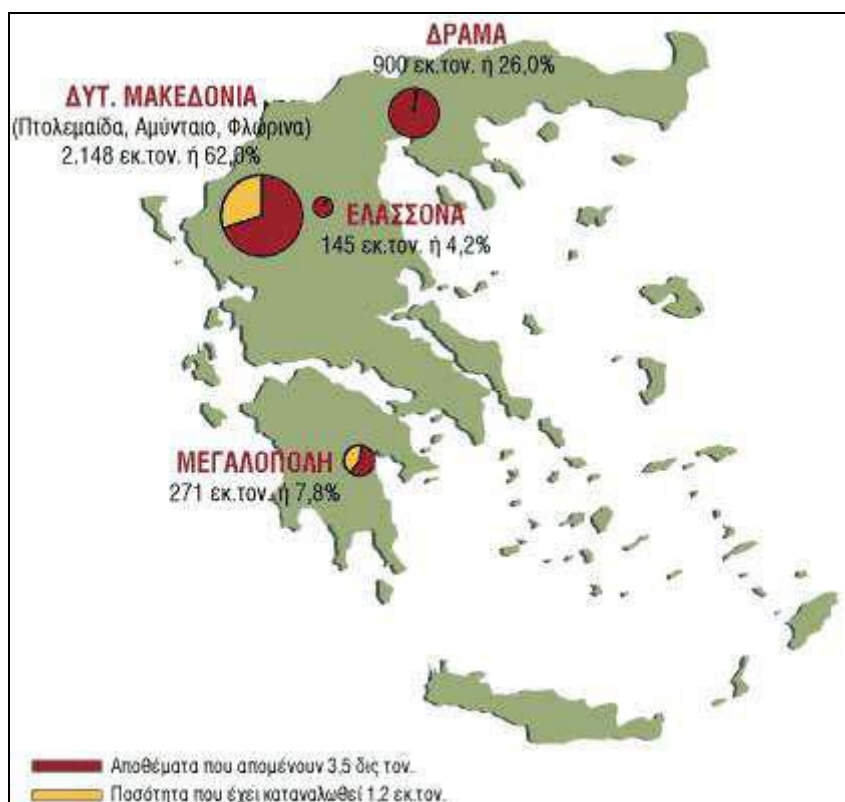 ΔΡΑΜΑ
900 εκ.τον. ή 26,0%
ΔΥΤ. ΜΑΚΕΔΟΝΙΑ
(Πτολεμαίδα, Αμύνταιο, Φλώρινα)
2.148 εκ.τον. ή 62,0%
ΕΛΑΣΣΟΝΑ
145 εκ.τον. ή 4,2%
ΜΕΓΑΛΟΠΟΛΗ
271 εκ.τον. ή 7,8%
Αποθέματα που απομένουν 3,5 δις τον.
Ποσότητα που έχει καταναλωθεί 1,2 εκ.τον.